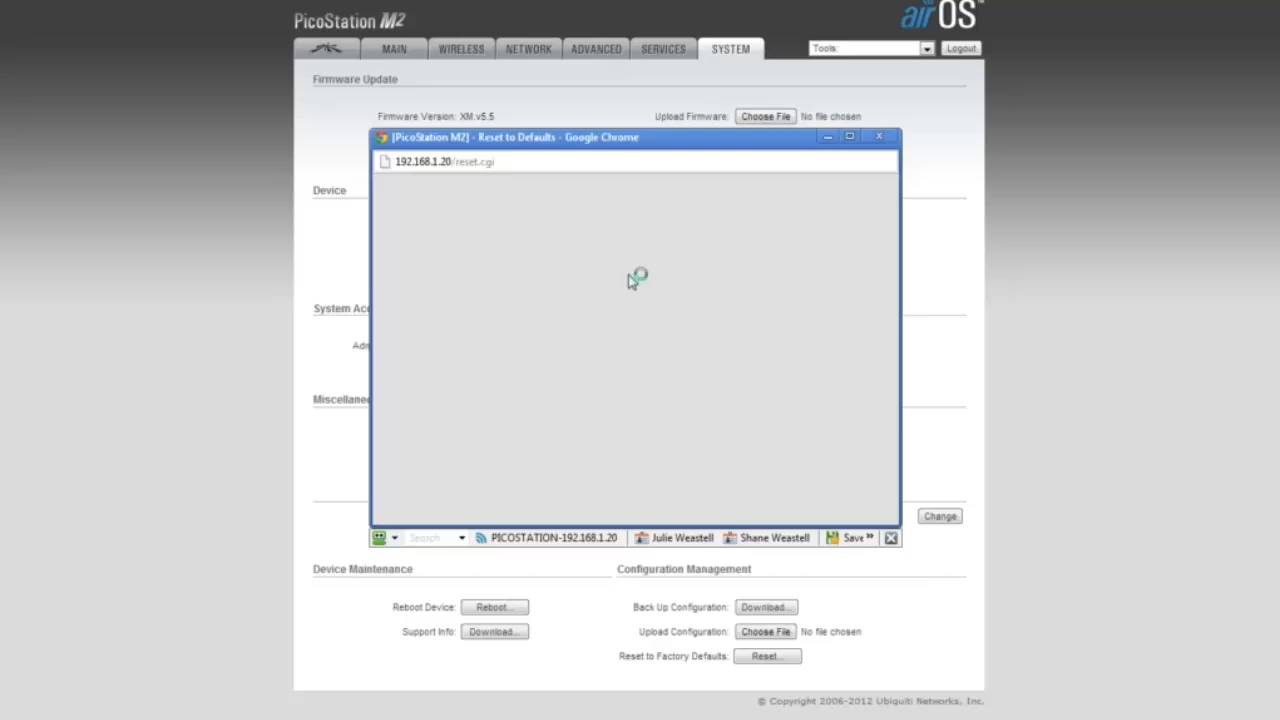 PicoStation M2
airOS™
MAIN WIRELESS NETWORK ADVANCED SERVICES SYSTEM Tools: Logout
Firmware Update
Firmware Version: XM.v5.5 Upload Firmware: Choose File No file chosen
[PicoStation M2] - Reset to Defaults - Google Chrome
192.168.1.20/reset.cgi
Device
System Acc
Adm
Miscellaneo
Change
Search PICOSTATION-192.168.1.20 Julie Weastell Shane Weastell Save »
Device Maintenance Configuration Management
Reboot Device: Reboot... Back Up Configuration: Download...
Support Info: Download... Upload Configuration: Choose File No file chosen
Reset to Factory Defaults: Reset...
© Copyright 2006-2012 Ubiquiti Networks, Inc.